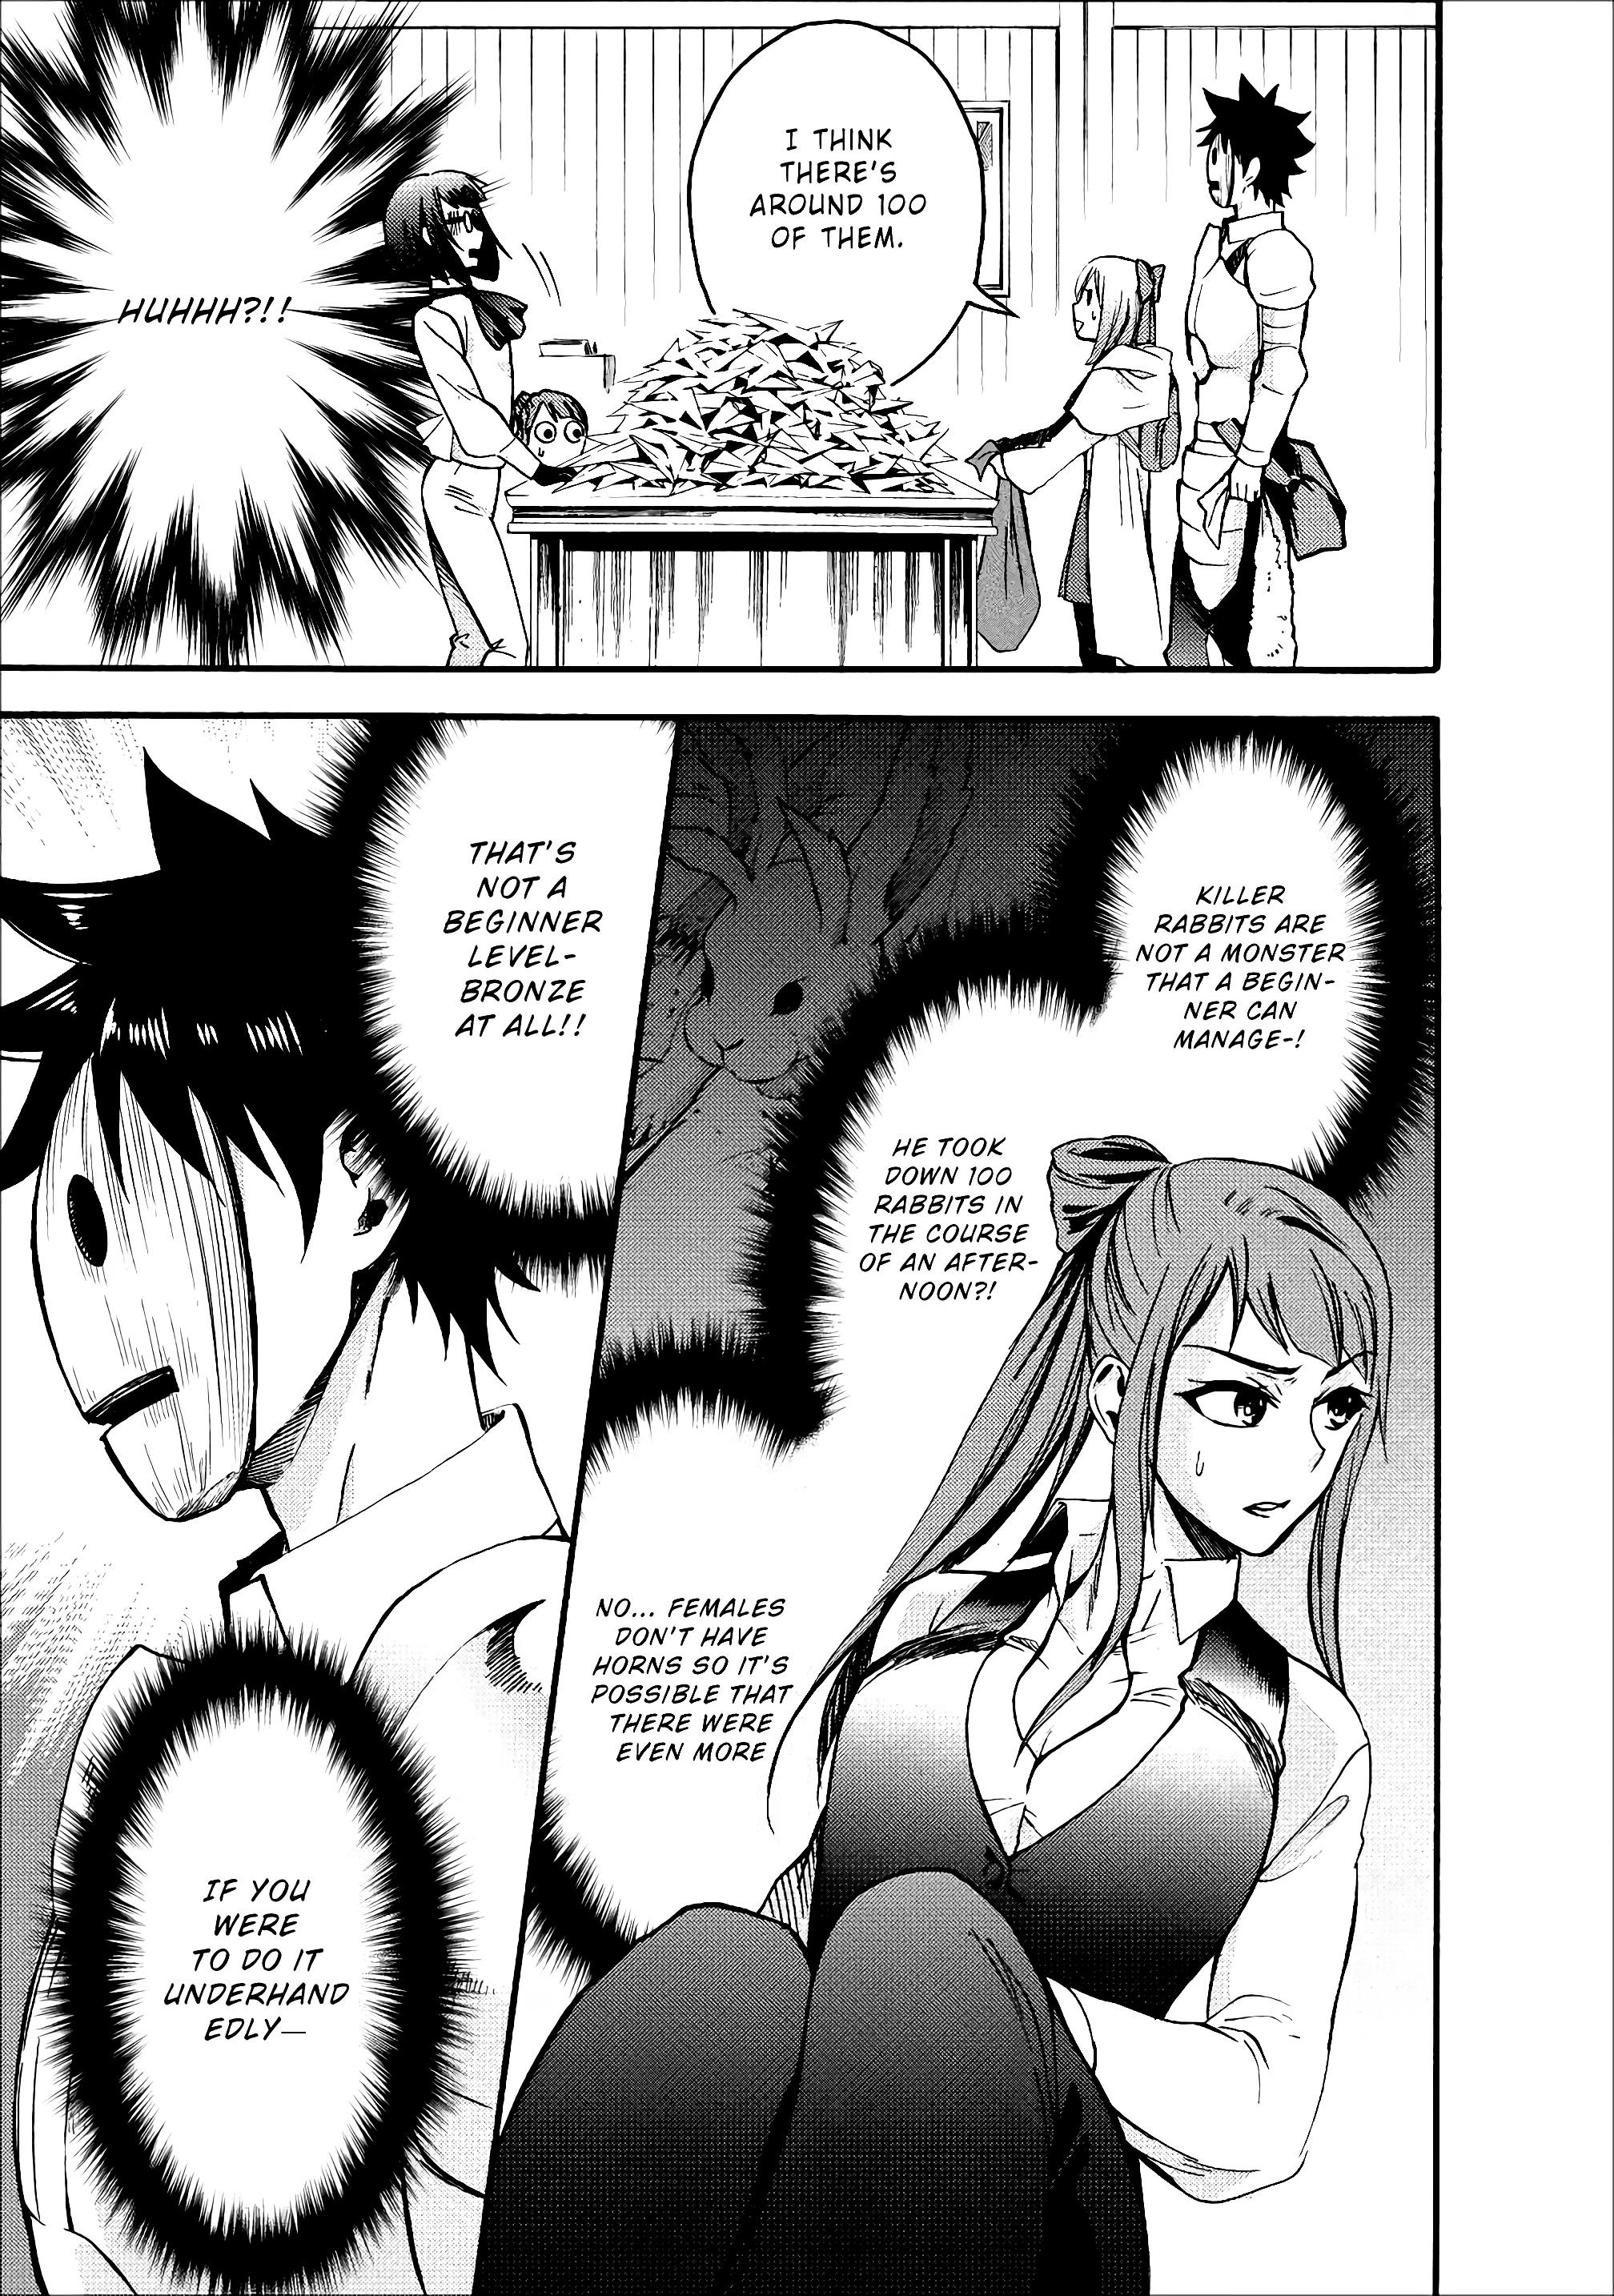 I THINK
THERE'S
AROUND 100
OF THEM.
HUHHH?!!
KILLER
RABBITS ARE
NOT A MONSTER
THAT A BEGIN-
NER CAN
MANAGE-!
HE TOOK
DOWN 100
RABBITS IN
THE COURSE
OF AN AFTER-
NOON?!
NO... FEMALES
DON'T HAVE
HORNS SO IT'S
POSSIBLE THAT
THERE WERE
EVEN MORE
THAT'S
NOT A
BEGINNER
LEVEL-
BRONZE
AT ALL!!
IF YOU
WERE
TO DO IT
UNDERHAND
EDLY—